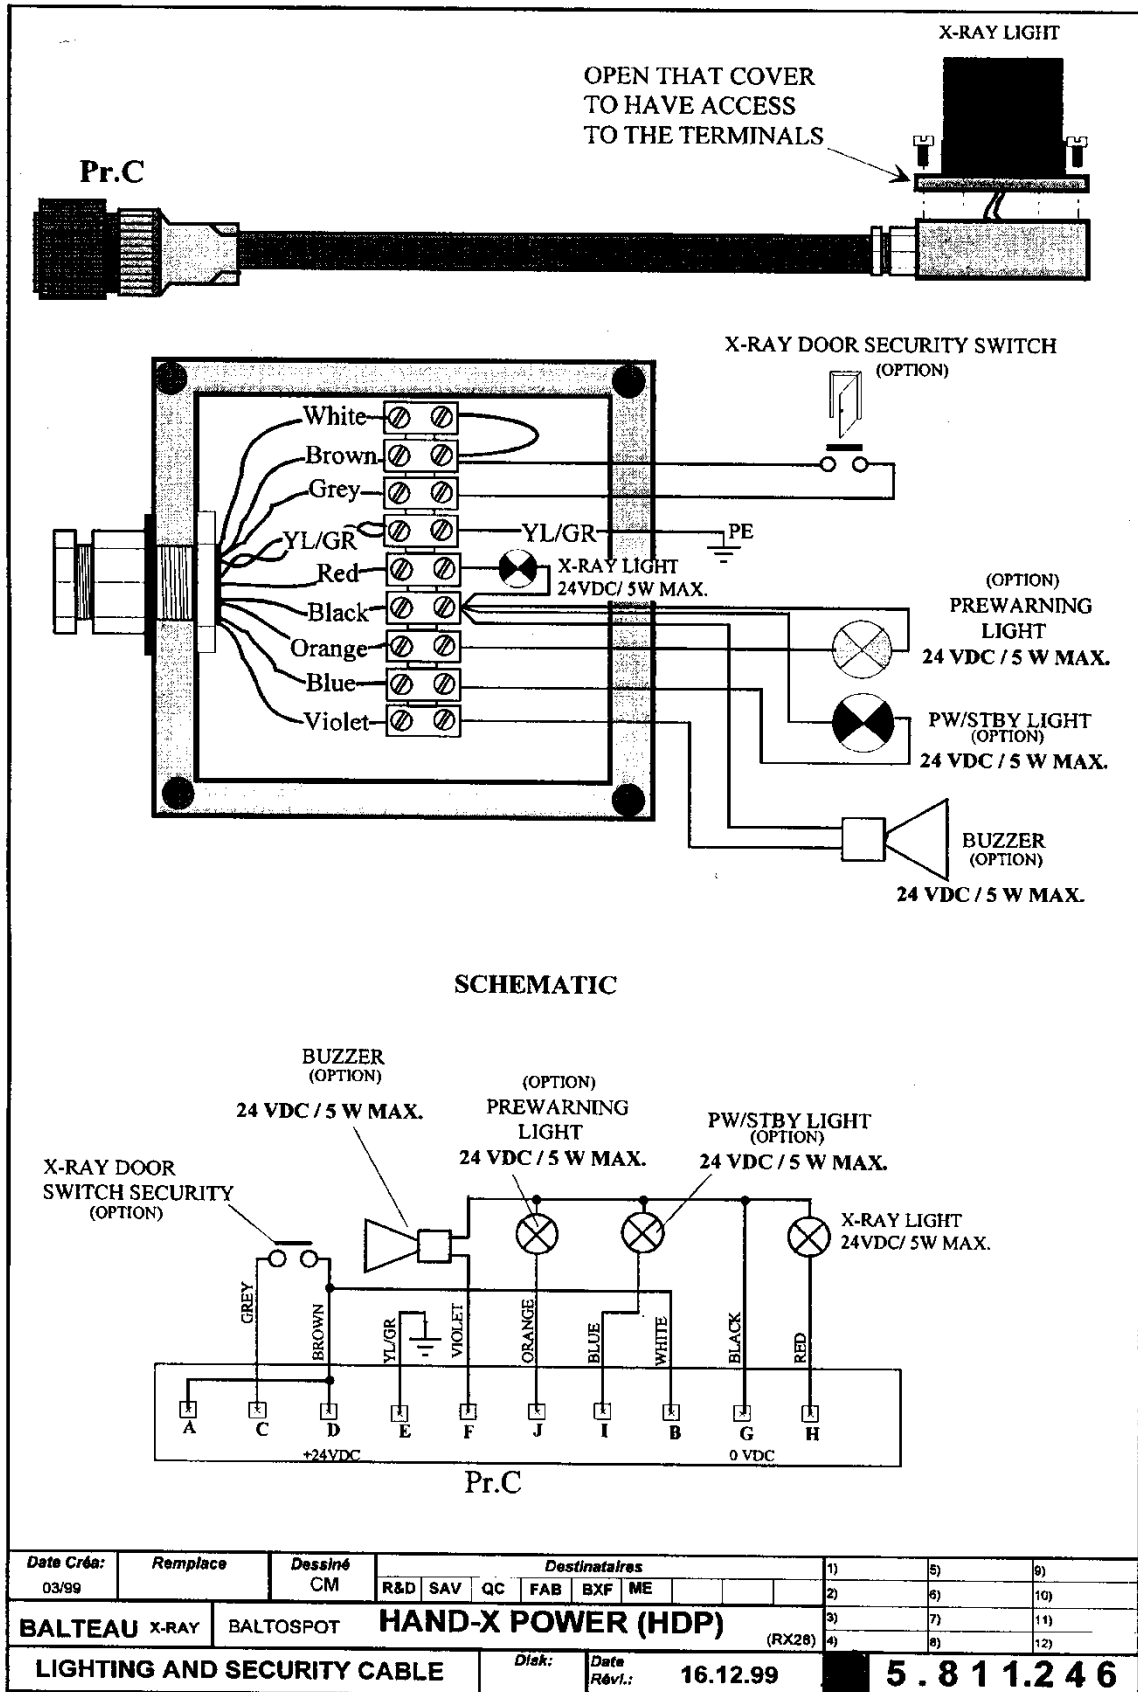 X-RAY LIGHT
OPEN THAT COVER
TO HAVE ACCESS
TO THE TERMINALS
Pr.C
X-RAY DOOR SECURITY SWITCH
(OPTION)
White
Brown
Grey
YL/GR
YL/GR
PE
Red
X-RAY LIGHT
24VDC/ 5W MAX.
Black
Orange
Blue
Violet
(OPTION)
PREWARNING
LIGHT
24 VDC / 5 W MAX.
PW/STBY LIGHT
(OPTION)
24 VDC / 5 W MAX.
BUZZER
(OPTION)
24 VDC / 5 W MAX.
SCHEMATIC
BUZZER
(OPTION)
24 VDC / 5 W MAX.
(OPTION)
PREWARNING
LIGHT
24 VDC / 5 W MAX.
PW/STBY LIGHT
(OPTION)
24 VDC / 5 W MAX.
X-RAY DOOR
SWITCH SECURITY
(OPTION)
X-RAY LIGHT
24VDC/ 5W MAX.
GREY
BROWN
YL/GR
VIOLET
ORANGE
BLUE
WHITE
BLACK
RED
A C D E F J I B G H
+24VDC
0 VDC
Pr.C
Date Créa:
03/99
Remplace
Dessiné
CM
Destinataires
R&D SAV QC FAB BXF ME
1) 5) 9)
2) 6) 10)
3) 7) 11)
4) 8) 12)
BALTEAU X-RAY
BALTOSPOT
HAND-X POWER (HDP)
(RX28)
LIGHTING AND SECURITY CABLE
Disk:
Date
Révi.:
16.12.99
5.811.246